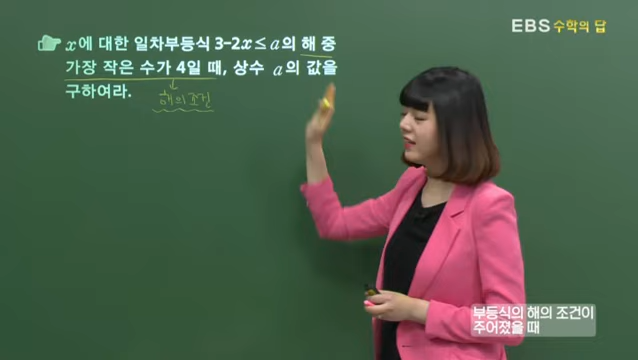 EBS 수학의 답
x에 대한 일차부등식 3-2x≤a의 해 중
가장 작은 수가 4일 때, 상수 a의 값을
구하여라.
해의 조건
부등식의 해의 조건이
주어졌을 때